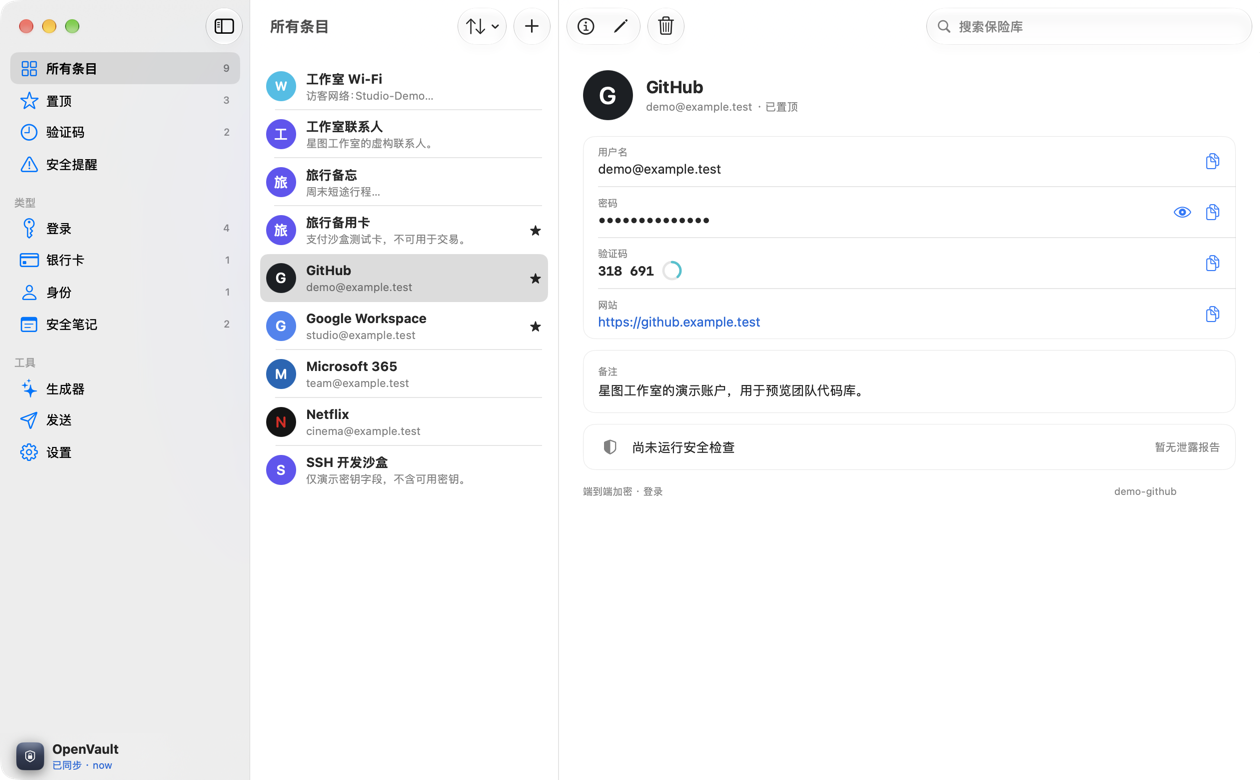 所有条目 9
置顶 3
验证码 2
安全提醒
类型
登录 4
银行卡 1
身份 1
安全笔记 2
工具
生成器
发送
设置
OpenVault
已同步 · now
所有条目
W
工作室 Wi-Fi
访客网络：Studio-Demo...
工
工作室联系人
星图工作室的虚构联系人。
旅
旅行备忘
周末短途行程...
旅
旅行备用卡
支付沙盒测试卡，不可用于交易。
G
GitHub
demo@example.test
G
Google Workspace
studio@example.test
M
Microsoft 365
team@example.test
N
Netflix
cinema@example.test
S
SSH 开发沙盒
仅演示密钥字段，不含可用密钥。
搜索保险库
G
GitHub
demo@example.test · 已置顶
用户名
demo@example.test
密码
●●●●●●●●●●●●●●
验证码
318 691
网站
https://github.example.test
备注
星图工作室的演示账户，用于预览团队代码库。
尚未运行安全检查 暂无泄露报告
端到端加密 · 登录 demo-github